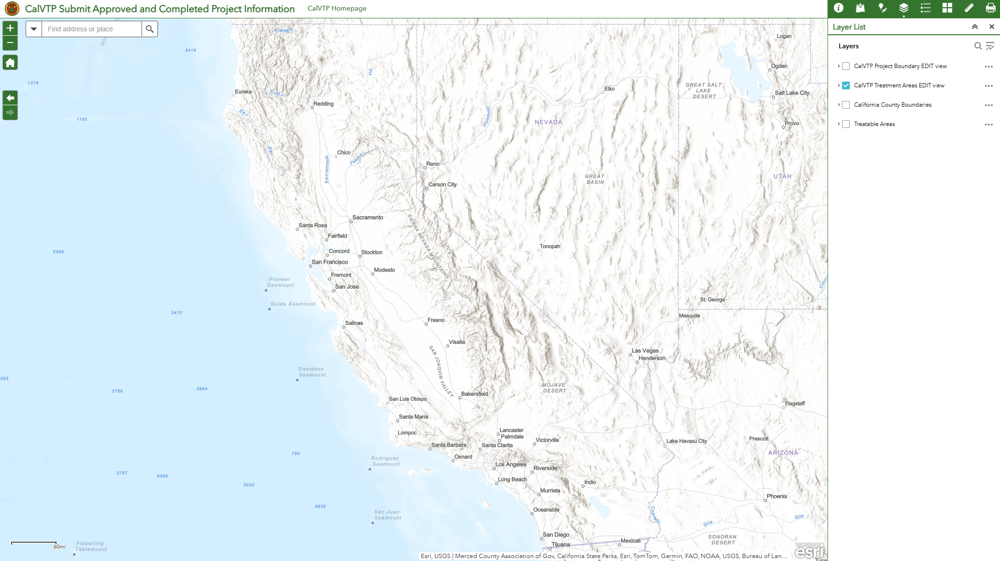 CalVTP Submit Approved and Completed Project Information
CalVTP Homepage
Find address or place
Layer List
Layers
CalVTP Project Boundary EDIT view
CalVTP Treatment Areas EDIT view
California County Boundaries
Treatable Areas
Klamath
3419
Logan
Ogden
Pit
1379
GREAT SALT
LAKE
DESERT
Elko
Eureka
Trinity
Salt Lake City
Redding
Eel
Humboldt
1195
NEVADA
Provo
Eel
Chico
Feather
Sacramento
Reno
GREAT
BASIN
UTAH
Carson City
Sacramento
SIERRA NEVADA MOUNTAINS
Santa Rosa
Fairfield
Tonopah
3489
Concord
Stockton
San Francisco
Modesto
Fremont
Pioneer
Seamount
San Jose
St. George
Guide Seamount
2410
Mesquite
Fresno
Salinas
Visalia
SAN JOAQUIN VALLEY
Las Vegas
Henderson
Davidson
Seamount
263
3789
2994
MOJAVE
DESERT
Bakersfield
San Luis Obispo
Flagstaff
Santa Maria
Lancaster
Lompoc
Palmdale
Victorville
Prescott
Lake Havasu City
Santa Barbara
Santa Clarita
790
Oxnard
ARIZONA
Rodriguez
Seamount
Los Angeles
Riverside
3787
5068
Long Beach
Indio
3032
Murrieta
Phoenix
4838
Oceanside
San Juan
Seamount
Colorado
Gila
Gila
San Diego
Mexicali
SONORAN
DESERT
Tijuana
60mi
Fieberling
Tablemount
POWERED BY
esri
Esri, USGS | Merced County Association of Gov, California State Parks, Esri, TomTom, Garmin, FAO, NOAA, USGS, Bureau of Lan...